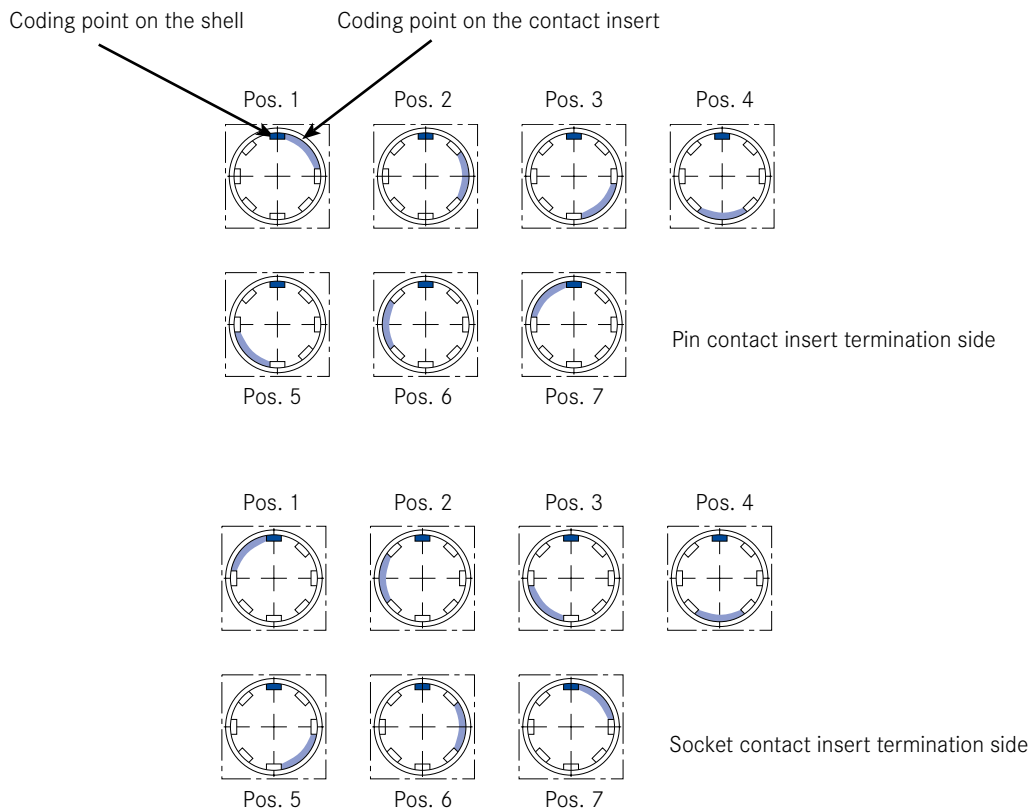 Coding point on the shell
Coding point on the contact insert
Pos. 1
Pos. 2
Pos. 3
Pos. 4
Pin contact insert termination side
Pos. 5
Pos. 6
Pos. 7
Pos. 1
Pos. 2
Pos. 3
Pos. 4
Socket contact insert termination side
Pos. 5
Pos. 6
Pos. 7